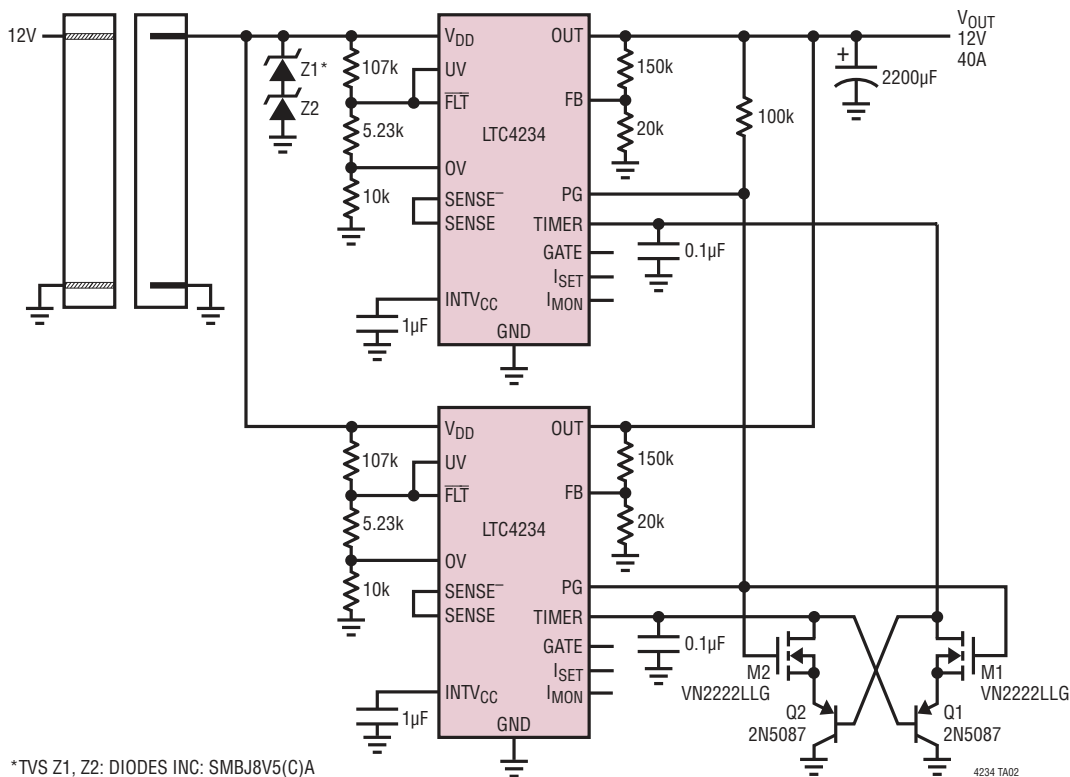 12V
Z1*
Z2
107k
5.23k
10k
1µF
VDD
UV
FLT
OV
SENSE–
SENSE
INTVCC
LTC4234
GND
OUT
FB
PG
TIMER
GATE
ISET
IMON
150k
20k
0.1µF
100k
+
2200µF
VOUT
12V
40A
107k
5.23k
10k
1µF
VDD
UV
FLT
OV
SENSE–
SENSE
INTVCC
LTC4234
GND
OUT
FB
PG
TIMER
GATE
ISET
IMON
150k
20k
0.1µF
M2
VN2222LLG
Q2
2N5087
M1
VN2222LLG
Q1
2N5087
*TVS Z1, Z2: DIODES INC: SMBJ8V5(C)A
4234 TA02